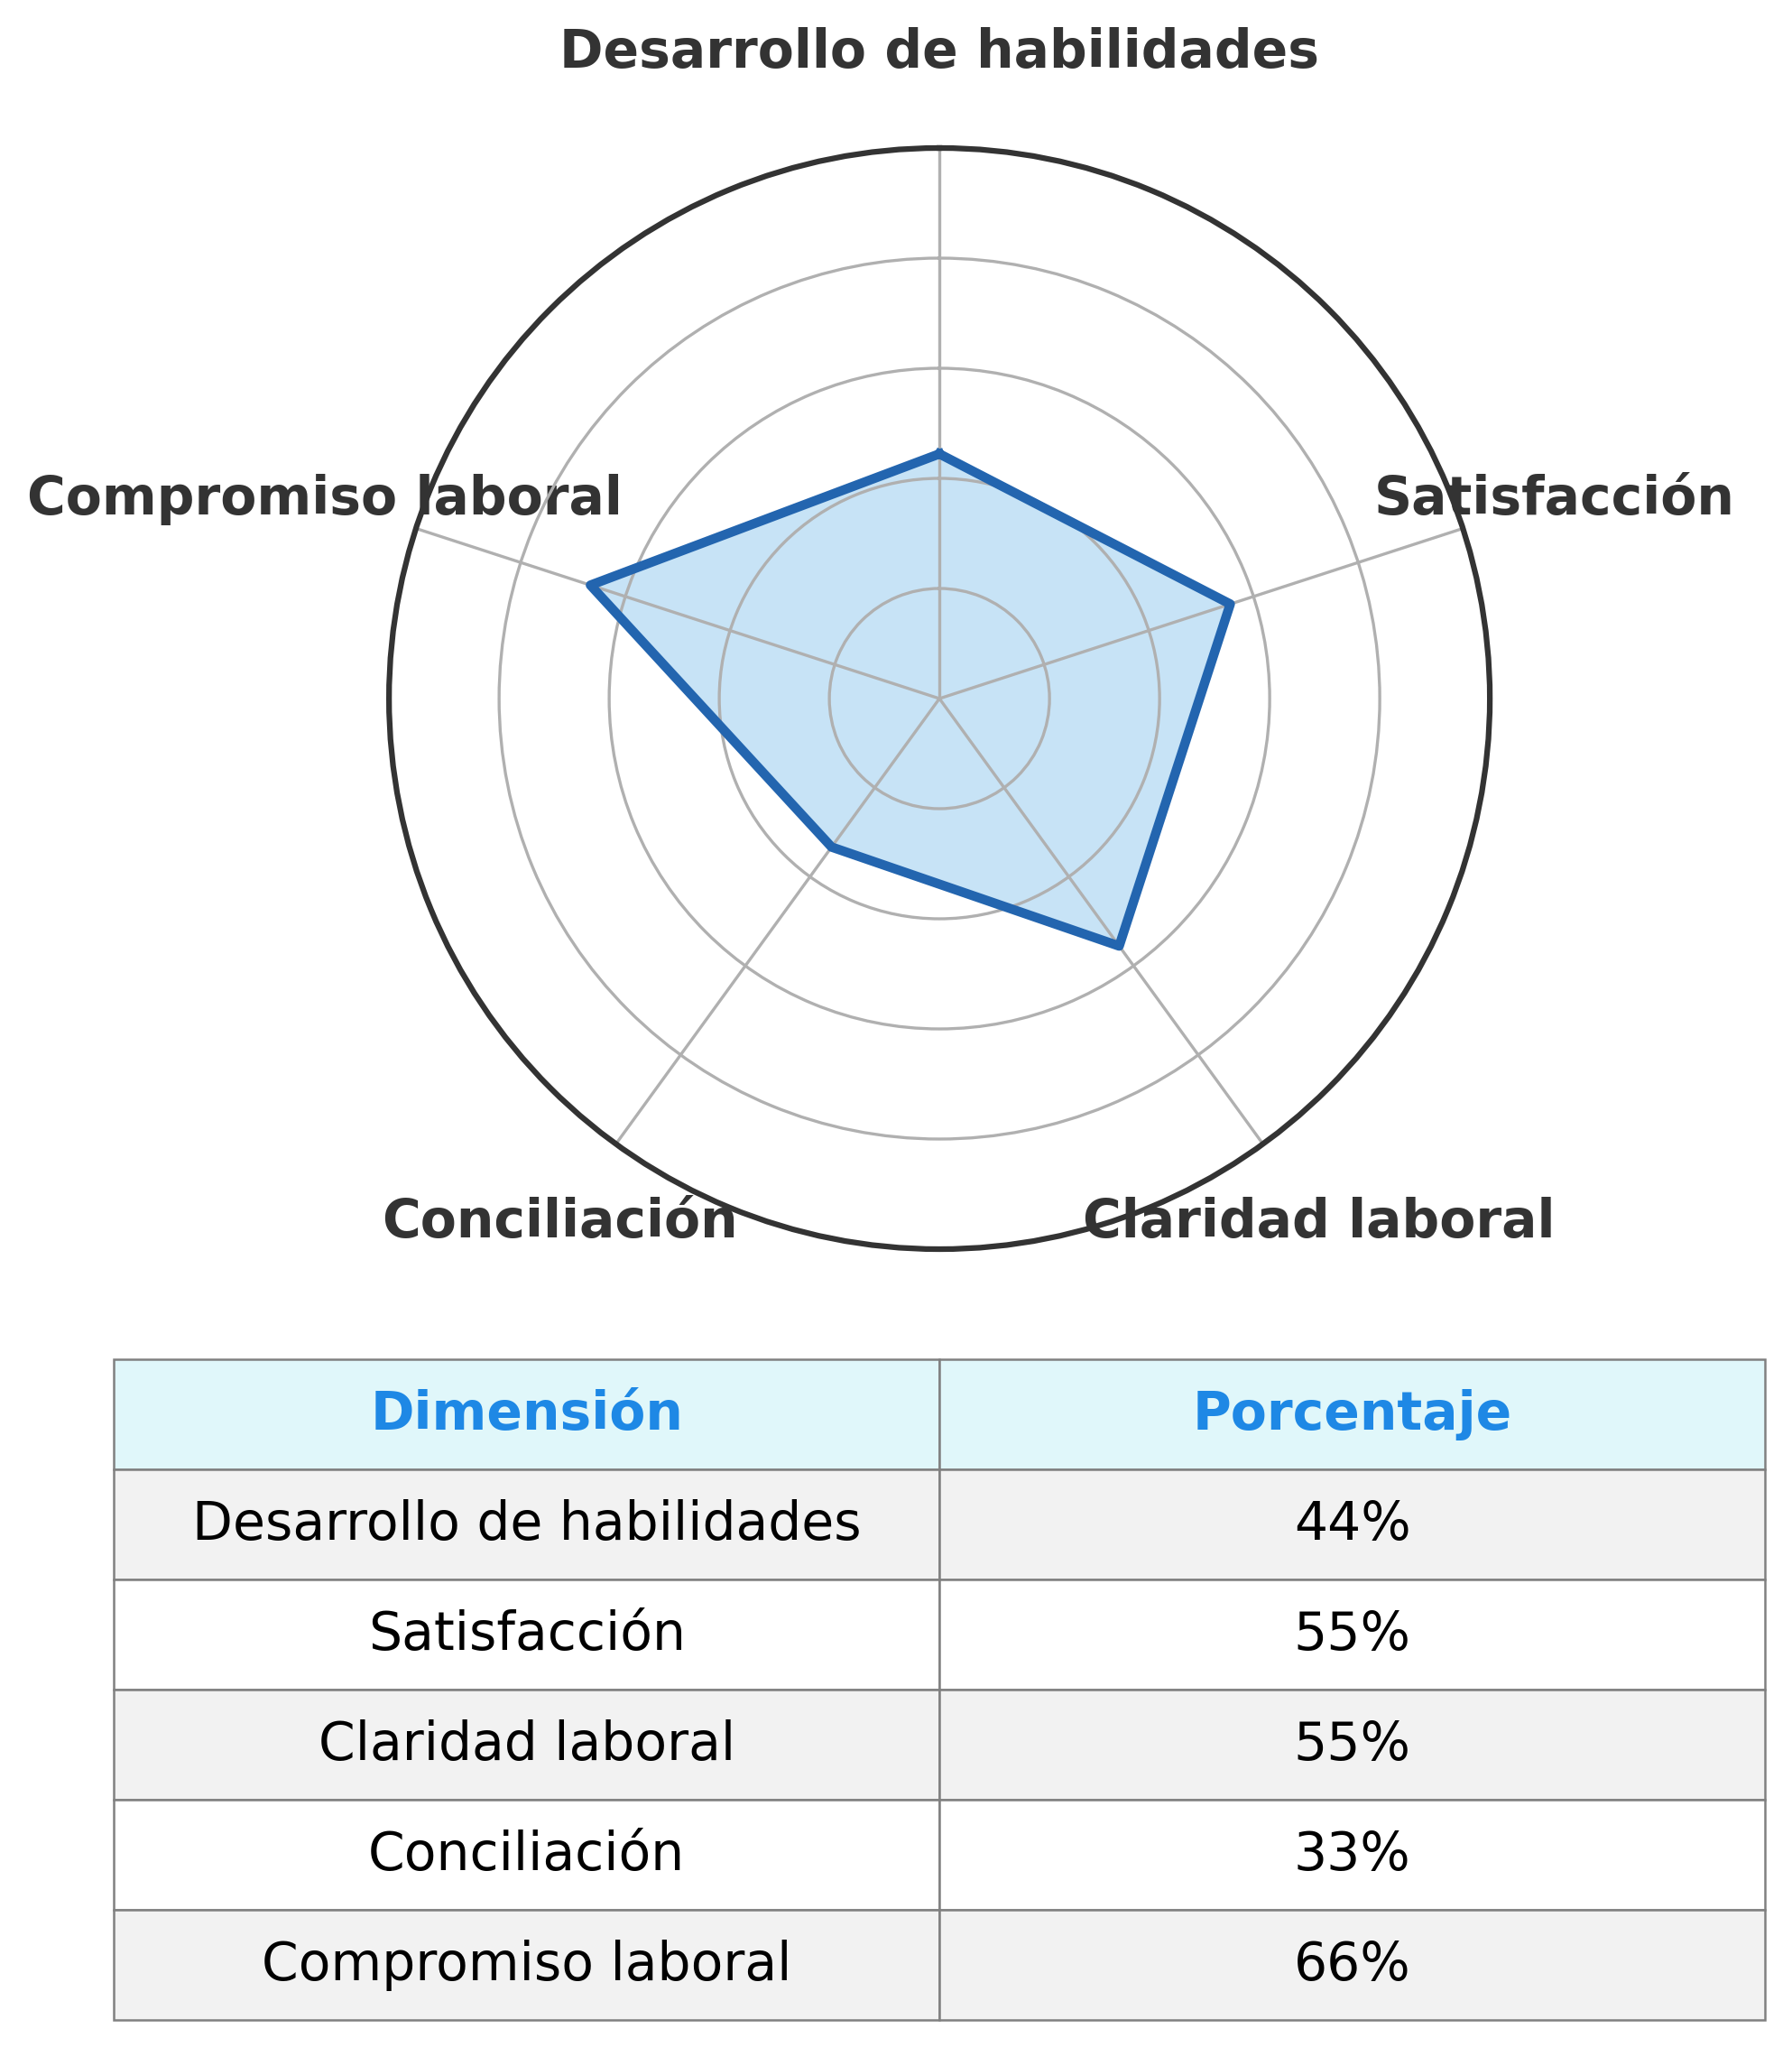 Desarrollo de habilidades
Compromiso laboral
Satisfacción
Conciliación
Claridad laboral
Dimensión Porcentaje
Desarrollo de habilidades 44%
Satisfacción 55%
Claridad laboral 55%
Conciliación 33%
Compromiso laboral 66%